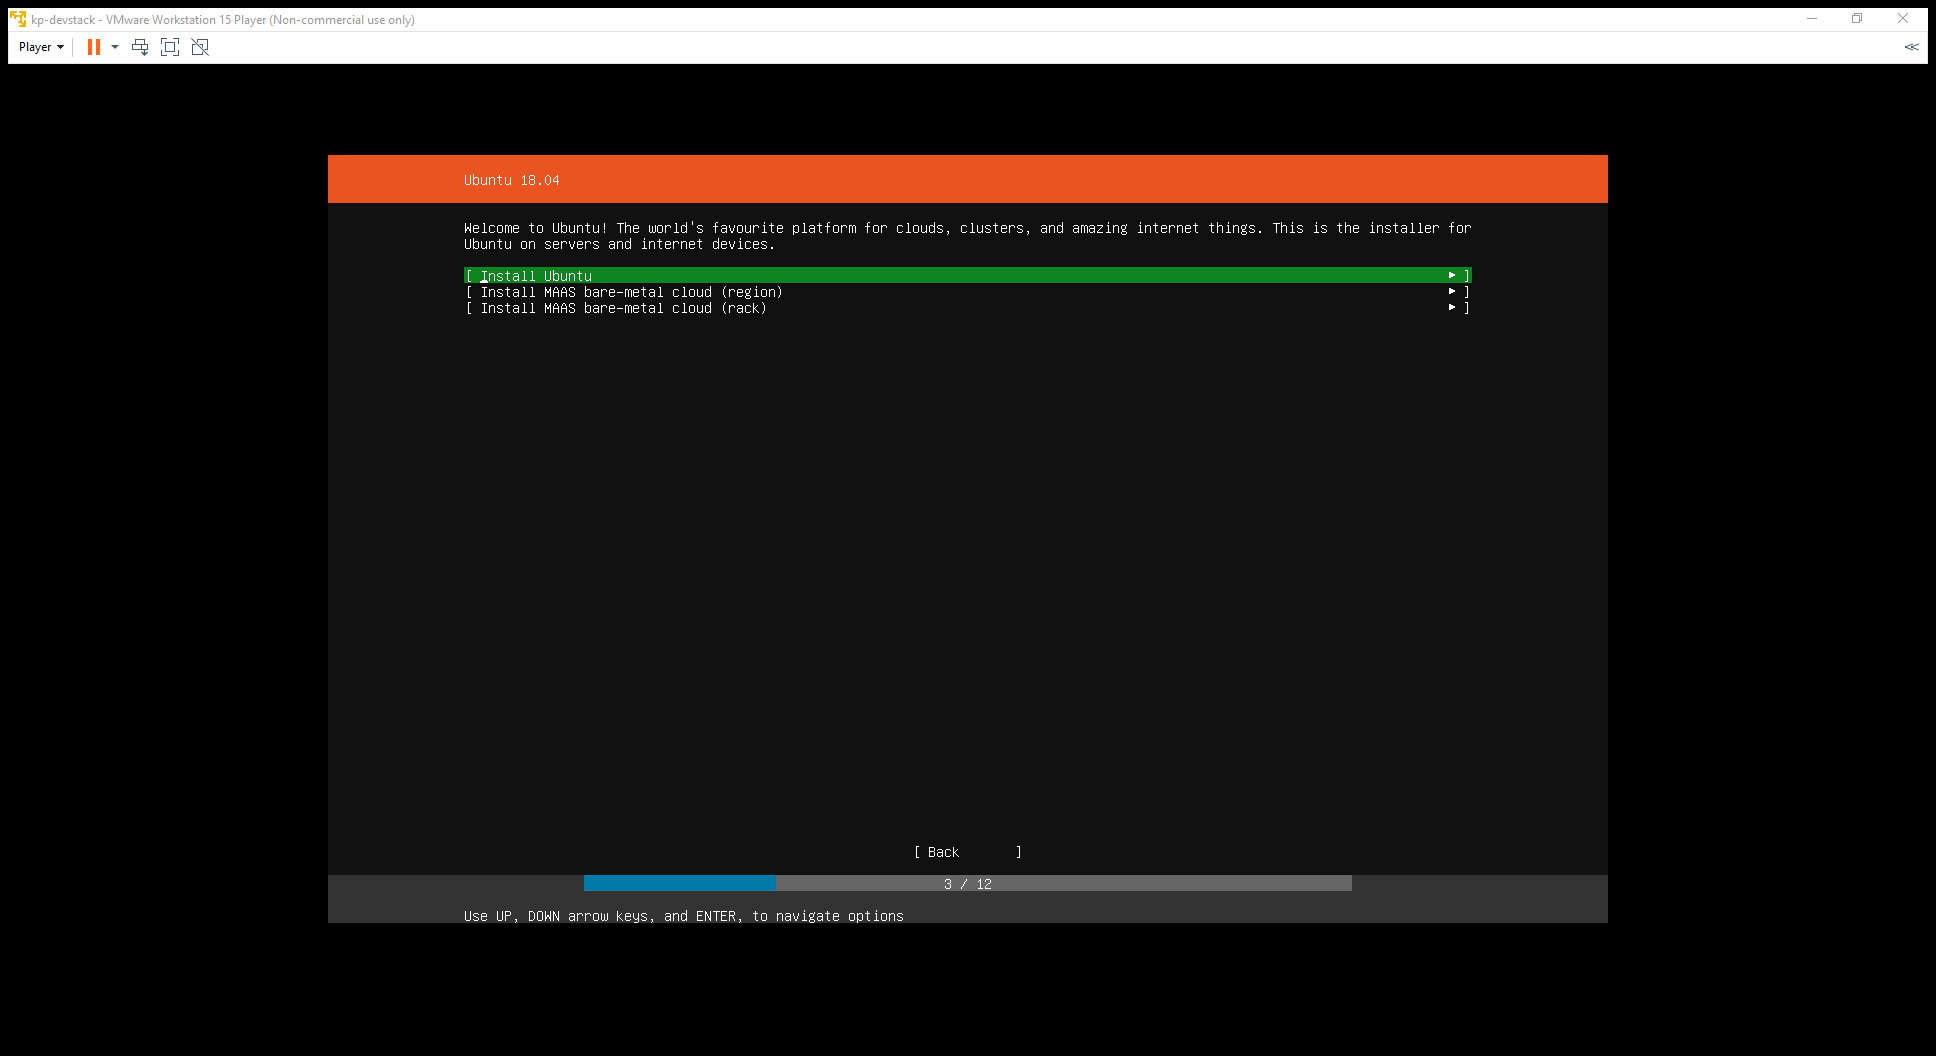 kp-devstack - VMware Workstation 15 Player (Non-commercial use only)
Player
Ubuntu 18.04
Welcome to Ubuntu! The world's favourite platform for clouds, clusters, and amazing internet things. This is the installer for
Ubuntu on servers and internet devices.
[ Install Ubuntu ► ]
[ Install MAAS bare-metal cloud (region) ► ]
[ Install MAAS bare-metal cloud (rack) ► ]
[ Back ]
3 / 12
Use UP, DOWN arrow keys, and ENTER, to navigate options